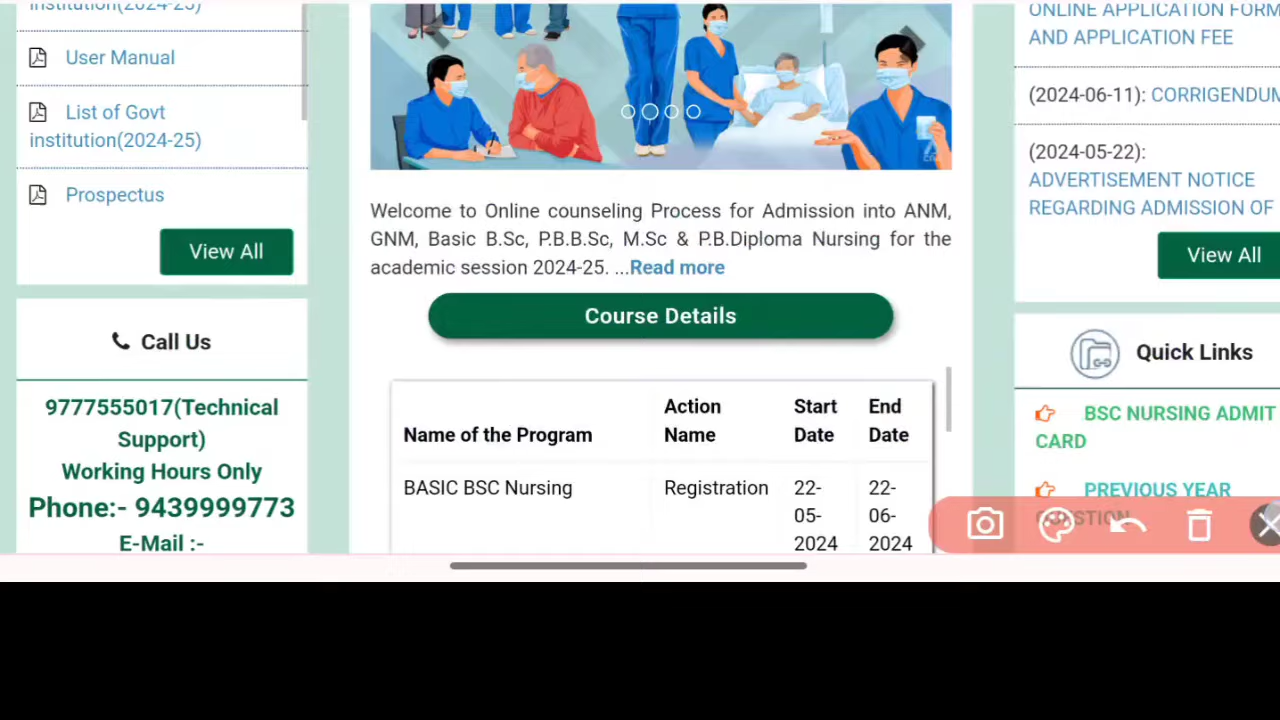 institution(2024-25)
User Manual
List of Govt
institution(2024-25)
Prospectus
View All
Call Us
9777555017(Technical
Support)
Working Hours Only
Phone:- 9439999773
E-Mail :-
Welcome to Online counseling Process for Admission into ANM,
GNM, Basic B.Sc, P.B.B.Sc, M.Sc & P.B.Diploma Nursing for the
academic session 2024-25. ...Read more
Course Details
Name of the Program
Action
Name
Start
Date
End
Date
BASIC BSC Nursing
Registration
22-
05-
2024
22-
06-
2024
ONLINE APPLICATION FORM
AND APPLICATION FEE
(2024-06-11): CORRIGENDUM
(2024-05-22):
ADVERTISEMENT NOTICE
REGARDING ADMISSION OF
View All
Quick Links
BSC NURSING ADMIT
CARD
PREVIOUS YEAR
QUESTION